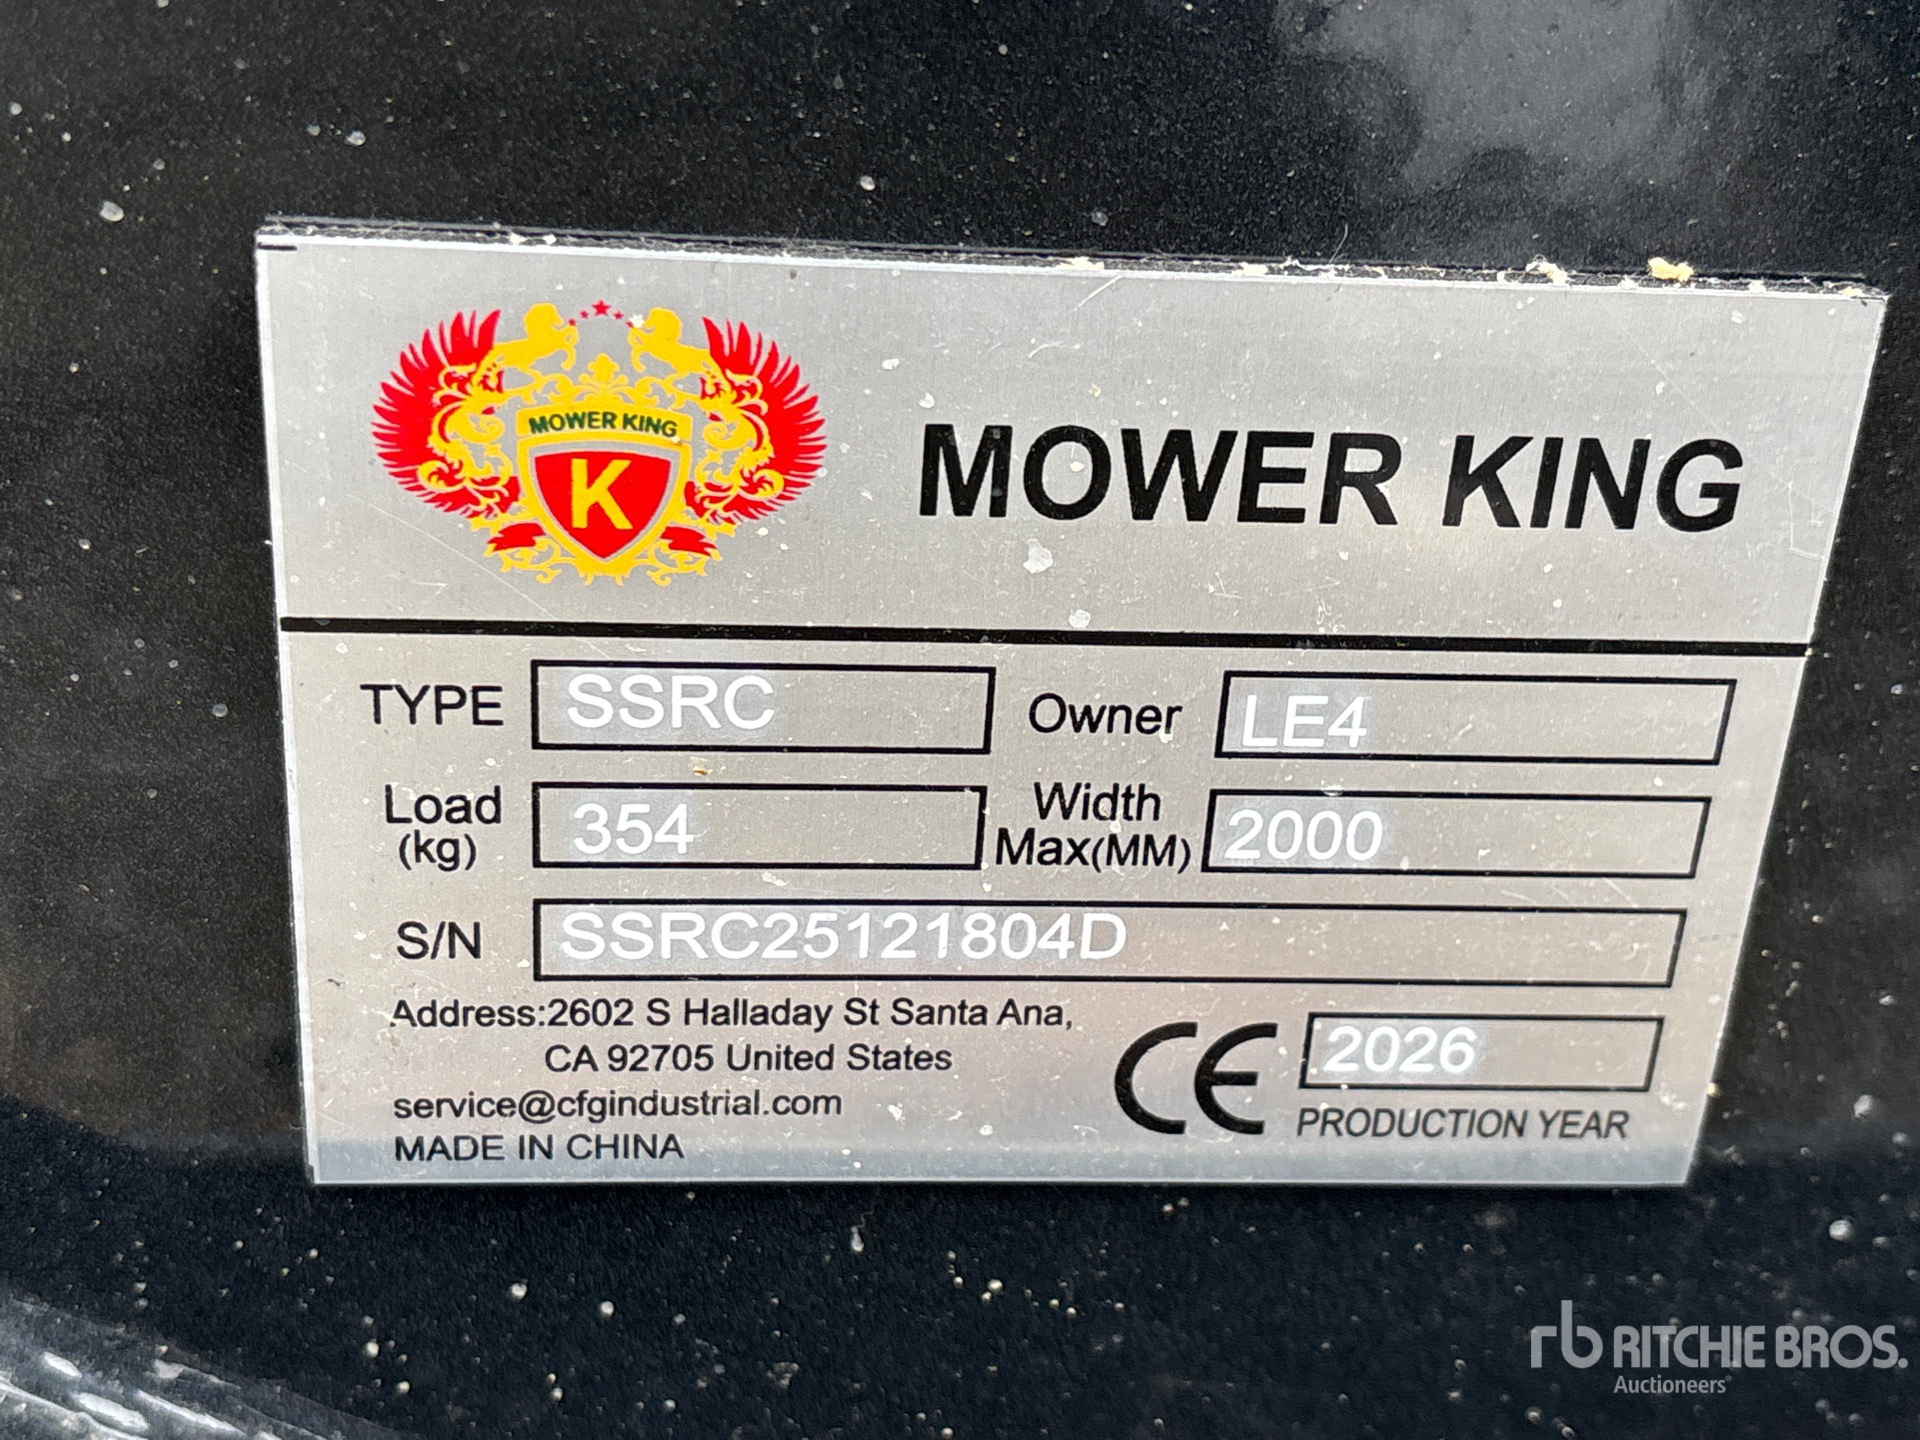 MOWER KING
K
MOWER KING
TYPE SSRC Owner LE4
Load (kg) 354 Width Max(MM) 2000
S/N SSRC25121804D
Address:2602 S Halladay St Santa Ana,
CA 92705 United States
service@cfgindustrial.com
MADE IN CHINA
CE 2026
PRODUCTION YEAR
rb RITCHIE BROS.
Auctioneers